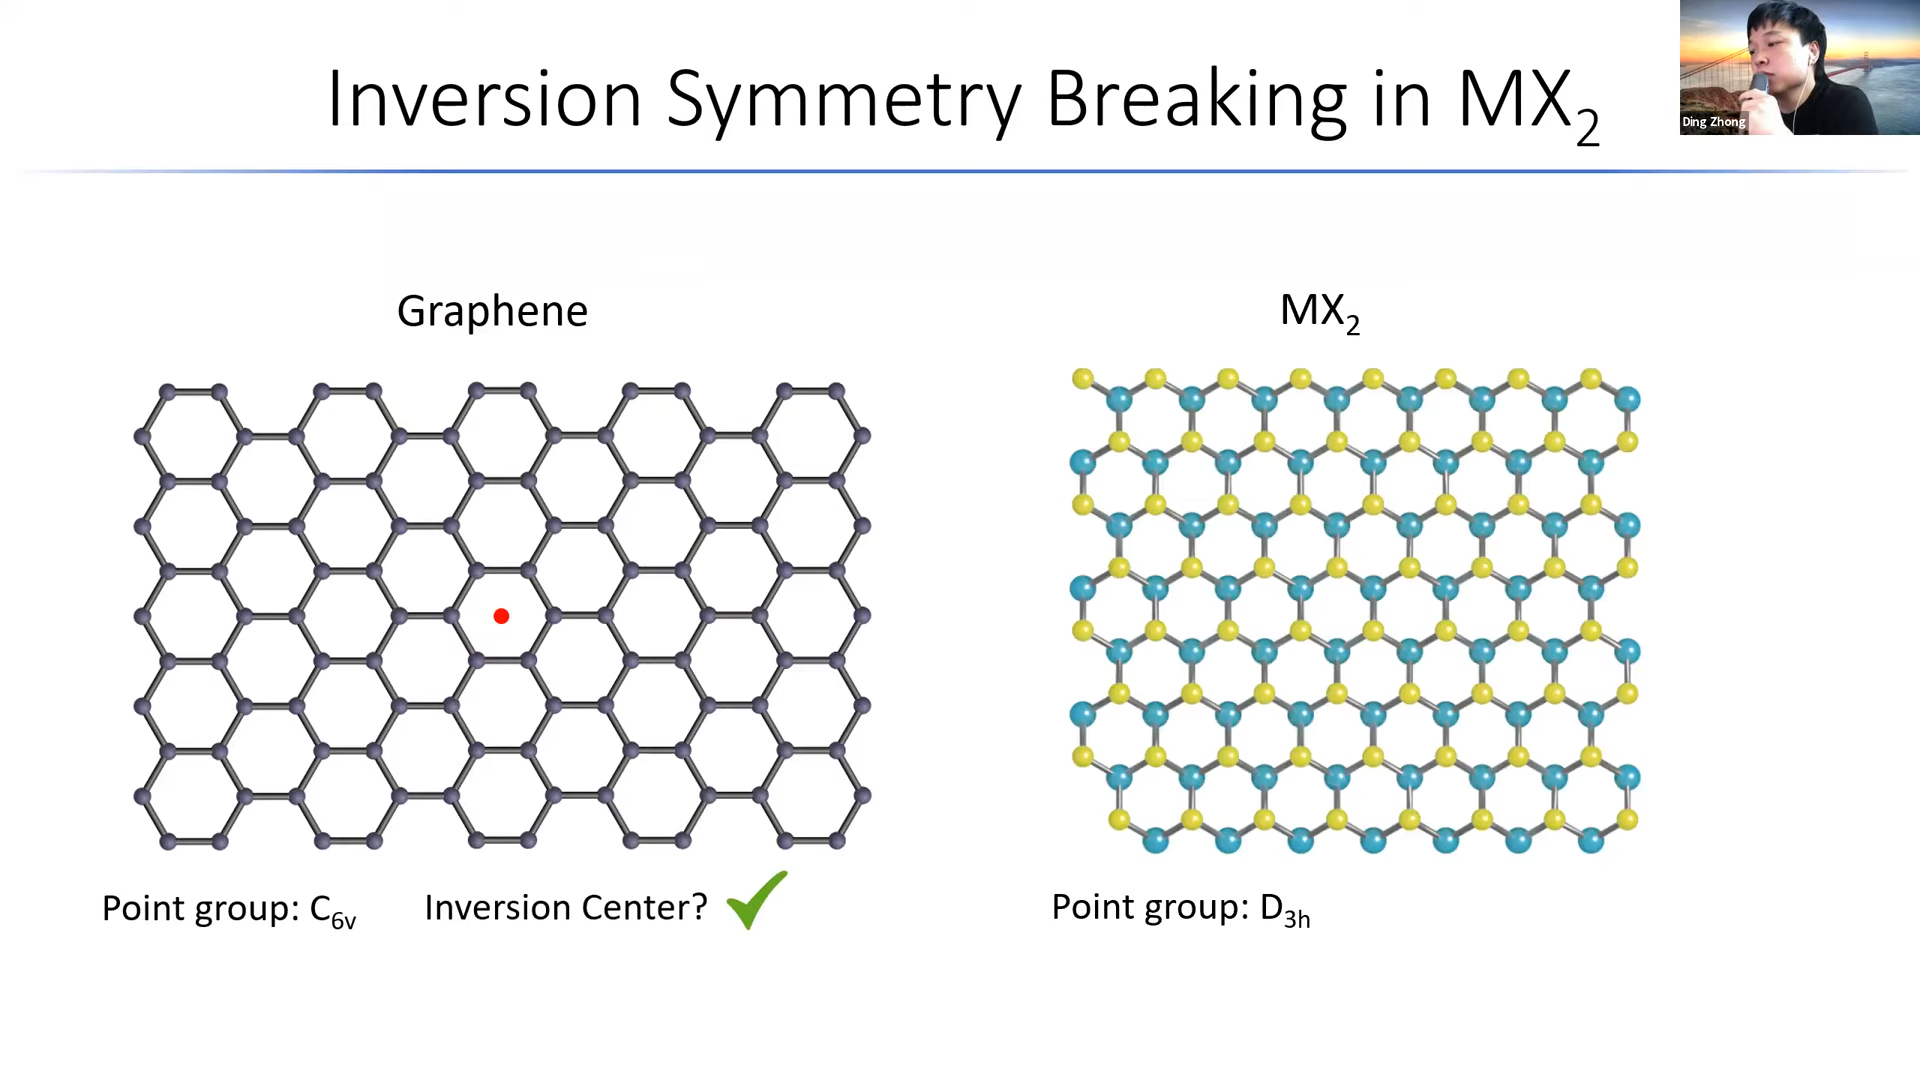 Inversion Symmetry Breaking in MX₂
Ding Zhong
Graphene
MX₂
Point group: C₆ᵥ
Inversion Center?
Point group: D₃ₕ